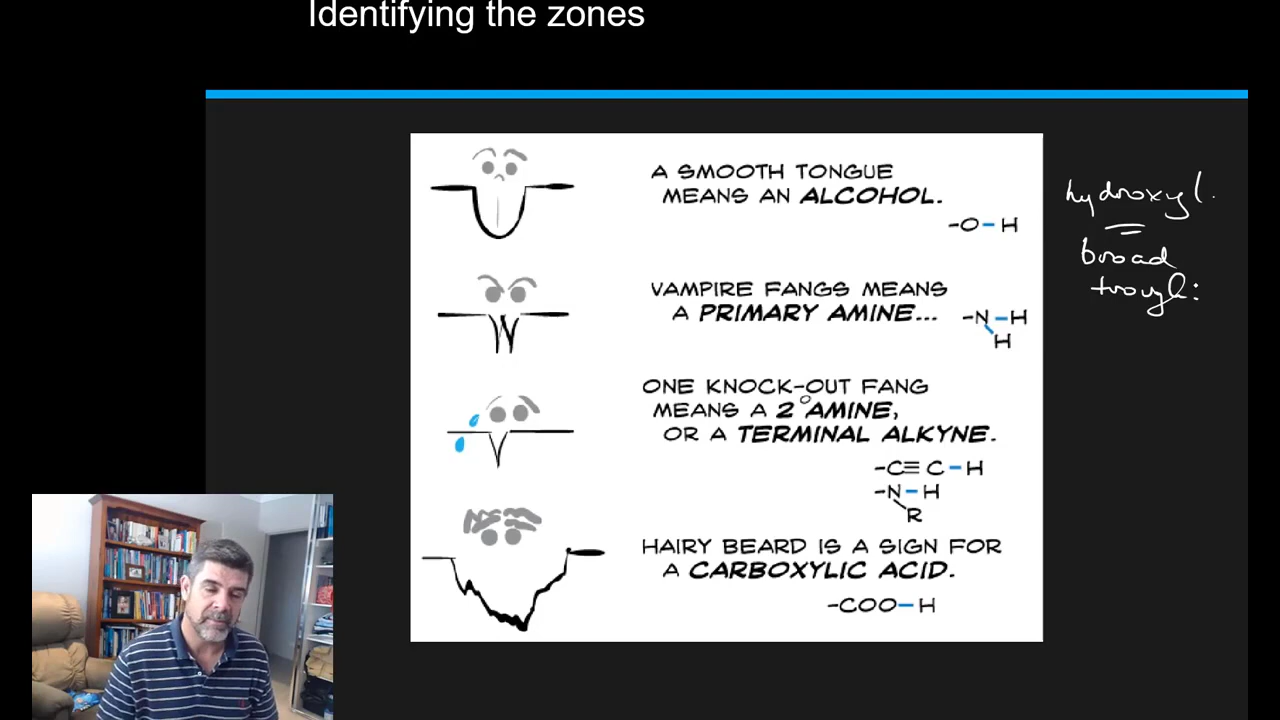 Identifying the zones
A SMOOTH TONGUE
MEANS AN ALCOHOL.
-O-H
hydroxyl.
broad
trough:
VAMPIRE FANGS MEANS
A PRIMARY AMINE...
-N-H
H
ONE KNOCK-OUT FANG
MEANS A 2° AMINE,
OR A TERMINAL ALKYNE.
-C≡C-H
-N-H
R
HAIRY BEARD IS A SIGN FOR
A CARBOXYLIC ACID.
-COO-H